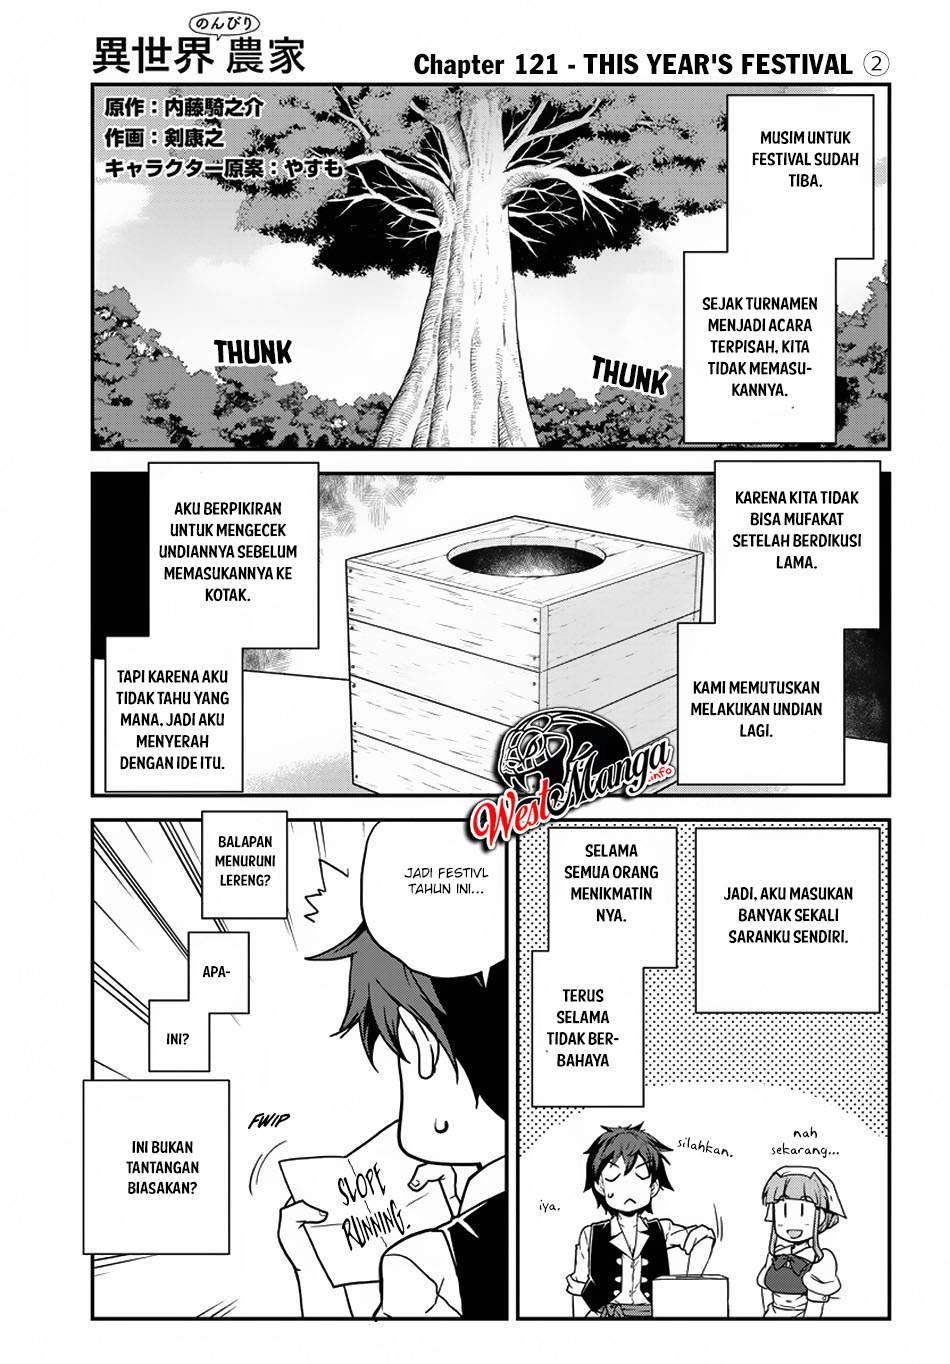 異世界のんびり農家
Chapter 121 - THIS YEAR'S FESTIVAL ②
原作：内藤騎之介
作画：剣康之
キャラクター原案：やすも
MUSIM UNTUK
FESTIVAL SUDAH
TIBA.
SEJAK TURNAMEN
MENJADI ACARA
TERPISAH, KITA
TIDAK MEMASU-
KANNYA.
THUNK
THUNK
KARENA KITA TIDAK
BISA MUFAKAT
SETELAH BERDIKUSI
LAMA.
KAMI MEMUTUSKAN
MELAKUKAN UNDIAN
LAGI.
AKU BERPIKIRAN
UNTUK MENGECEK
UNDIANNYA SEBELUM
MEMASUKANNYA KE
KOTAK.
TAPI KARENA AKU
TIDAK TAHU YANG
MANA, JADI AKU
MENYERAH
DENGAN IDE ITU.
WestManga
.info
JADI, AKU MASUKAN
BANYAK SEKALI
SARANKU SENDIRI.
SELAMA
SEMUA ORANG
MENIKMATIN
NYA.
TERUS
SELAMA
TIDAK BER-
BAHAYA
nah
sekarang...
silahkan.
iya.
JADI FESTIVL
TAHUN INI...
BALAPAN
MENURUNI
LERENG?
APA-
INI?
INI BUKAN
TANTANGAN
BIASAKAN?
FWIP
SLOPE
RUNNING.